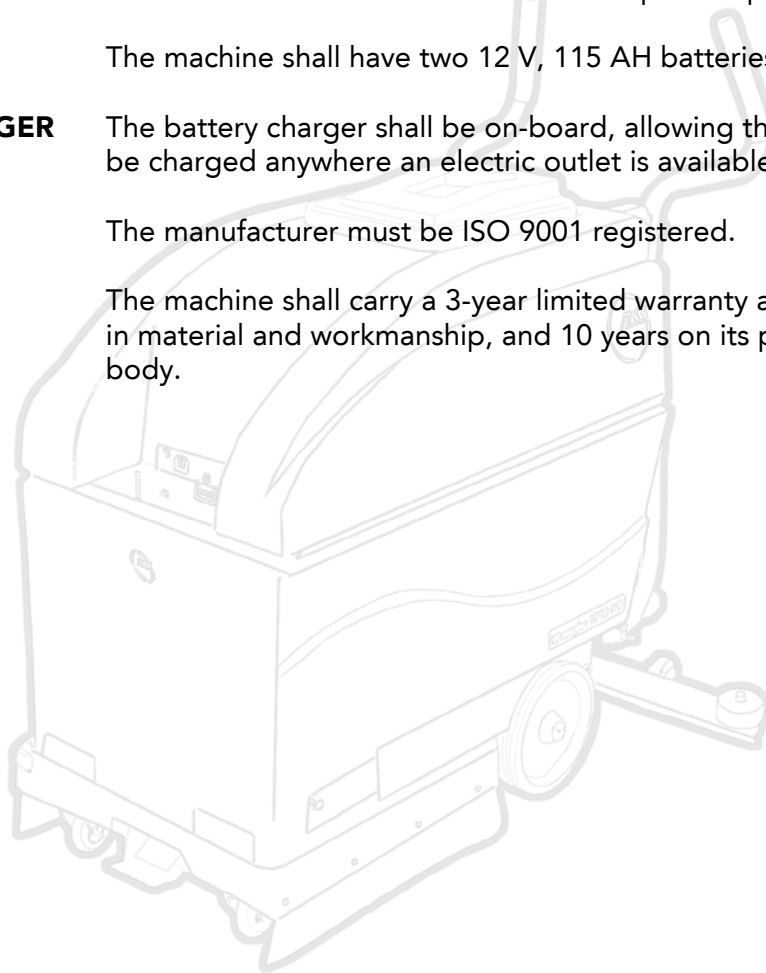 The machine shall have two 12 V, 115 AH batteries
GER The battery charger shall be on-board, allowing th
be charged anywhere an electric outlet is available
The manufacturer must be ISO 9001 registered.
The machine shall carry a 3-year limited warranty a
in material and workmanship, and 10 years on its p
body.